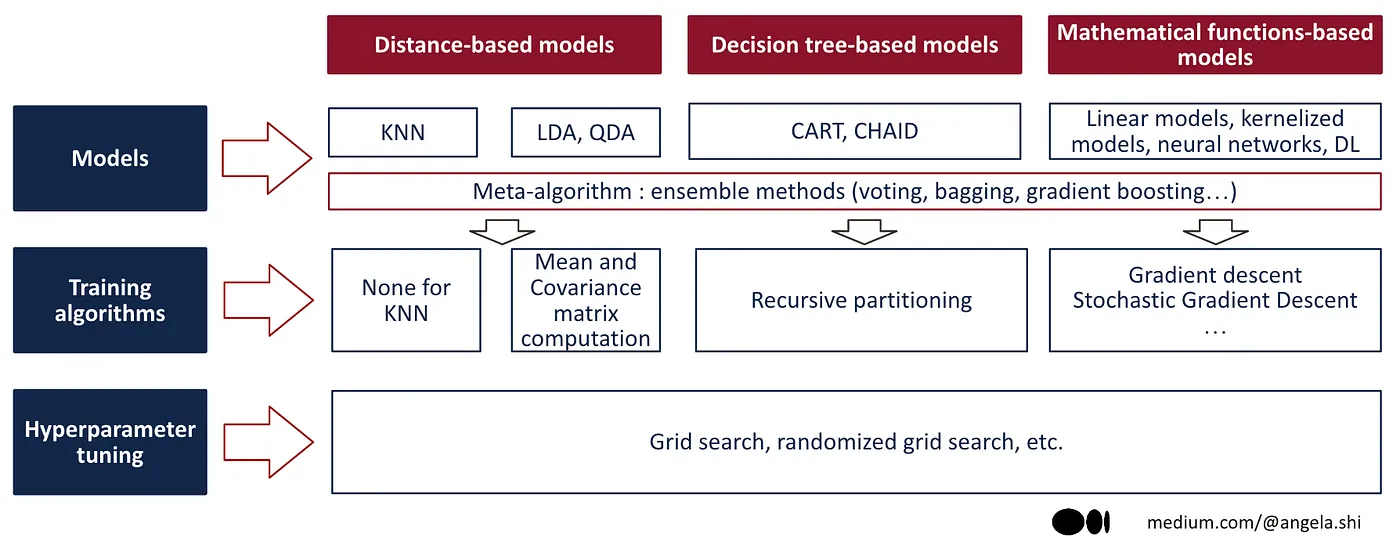 Distance-based models
Decision tree-based models
Mathematical functions-based
models
Models
KNN
LDA, QDA
CART, CHAID
Linear models, kernelized
models, neural networks, DL
Meta-algorithm : ensemble methods (voting, bagging, gradient boosting…)
Training
algorithms
None for
KNN
Mean and
Covariance
matrix
computation
Recursive partitioning
Gradient descent
Stochastic Gradient Descent
…
Hyperparameter
tuning
Grid search, randomized grid search, etc.
medium.com/@angela.shi